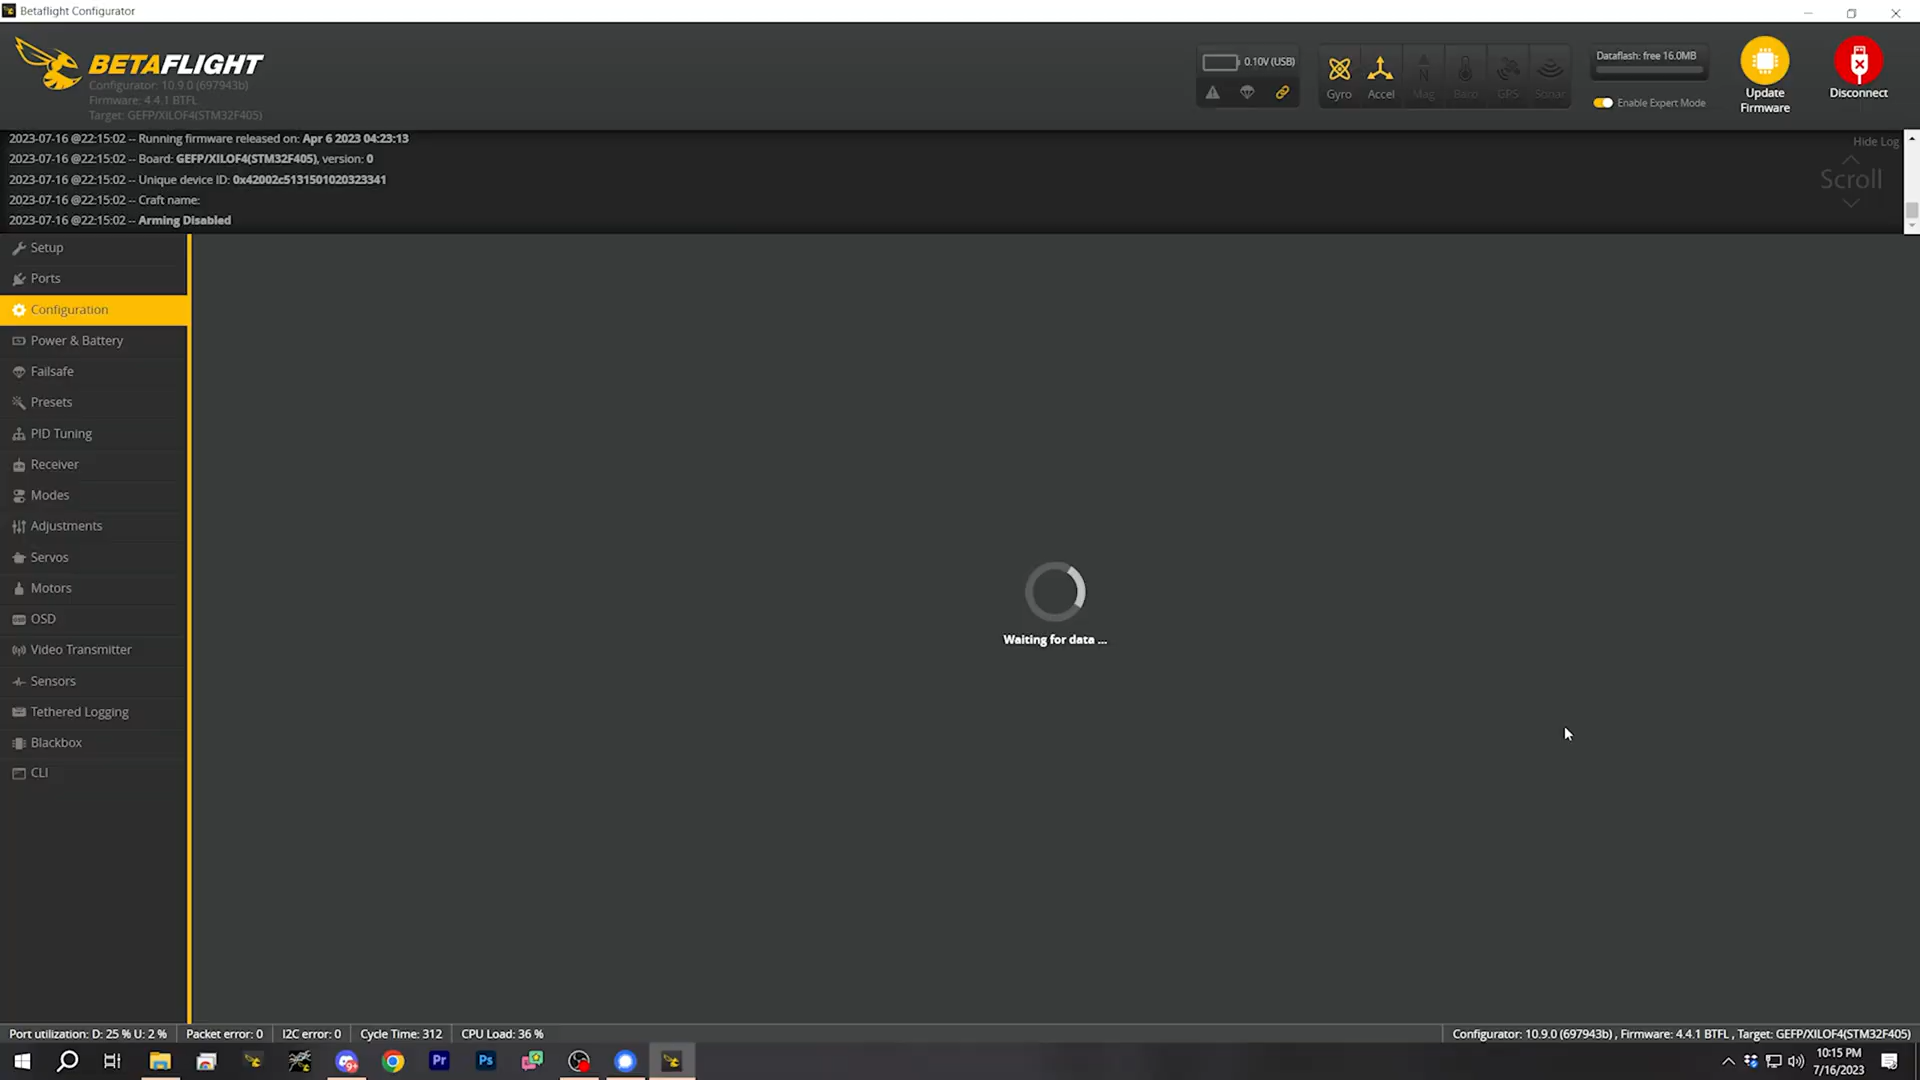 Betaflight Configurator
BETAFLIGHT
Configurator: 10.9.0 (697943b)
Firmware: 4.4.1 BTFL
Target: GEFP/XILOF4(STM32F405)
0.10V (USB)
Gyro
Accel
Mag
Baro
GPS
Sonar
Dataflash: free 16.0MB
Enable Expert Mode
Update
Firmware
Disconnect
2023-07-16 @22:15:02 -- Running firmware released on: Apr 6 2023 04:23:13
2023-07-16 @22:15:02 -- Board: GEFP/XILOF4(STM32F405), version: 0
2023-07-16 @22:15:02 -- Unique device ID: 0x42002c5131501020323341
2023-07-16 @22:15:02 -- Craft name:
2023-07-16 @22:15:02 -- Arming Disabled
Hide Log
Scroll
Setup
Ports
Configuration
Power & Battery
Failsafe
Presets
PID Tuning
Receiver
Modes
Adjustments
Servos
Motors
OSD
Video Transmitter
Sensors
Tethered Logging
Blackbox
CLI
Waiting for data ...
Port utilization: D: 25 % U: 2 %
Packet error: 0
I2C error: 0
Cycle Time: 312
CPU Load: 36 %
Configurator: 10.9.0 (697943b) , Firmware: 4.4.1 BTFL , Target: GEFP/XILOF4(STM32F405)
9+
Pr
Ps
10:15 PM
7/16/2023